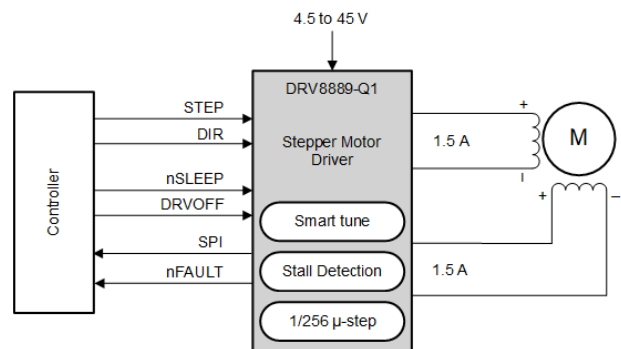 4.5 to 45 V
DRV8889-Q1
Stepper Motor
Driver
Smart tune
Stall Detection
1/256 µ-step
Controller
STEP
DIR
nSLEEP
DRVOFF
SPI
nFAULT
+
1.5 A
–
M
+
–
1.5 A